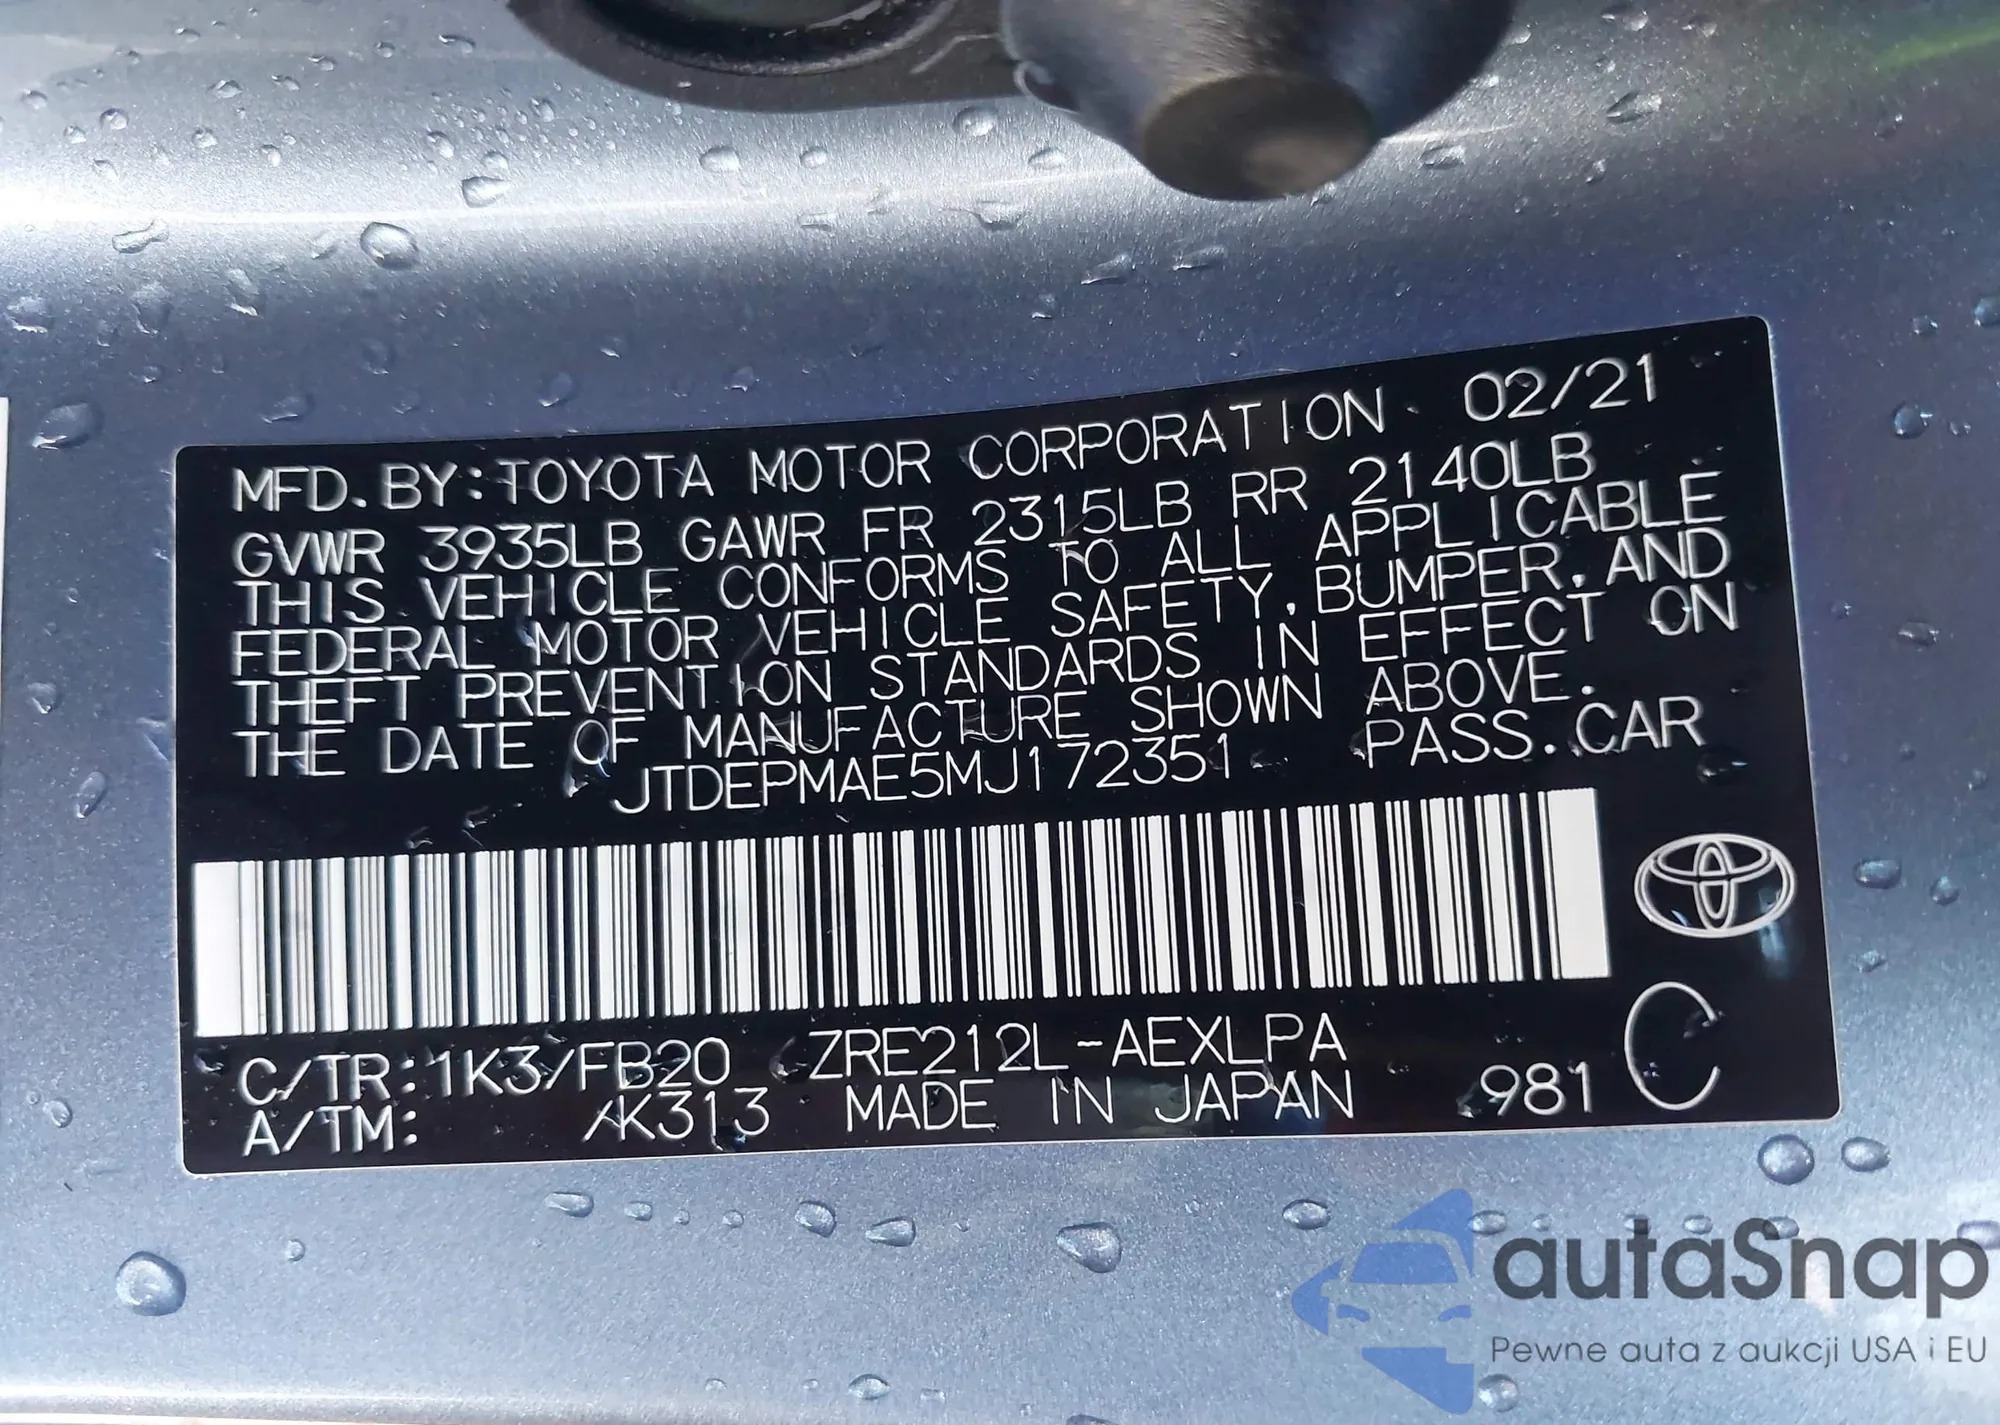 MFD. BY: TOYOTA MOTOR CORPORATION 02/21
GVWR 3935LB GAWR FR 2315LB RR 2140LB
THIS VEHICLE CONFORMS TO ALL APPLICABLE
FEDERAL MOTOR VEHICLE SAFETY, BUMPER, AND
THEFT PREVENTION STANDARDS IN EFFECT ON
THE DATE OF MANUFACTURE SHOWN ABOVE.
JTDEPMAE5MJ172351 PASS. CAR
C/TR: 1K3/FB20 ZRE212L-AEXLPA
A/TM: /K313 MADE IN JAPAN 981 C
autaSnap
Pewne auta z aukcji USA i EU